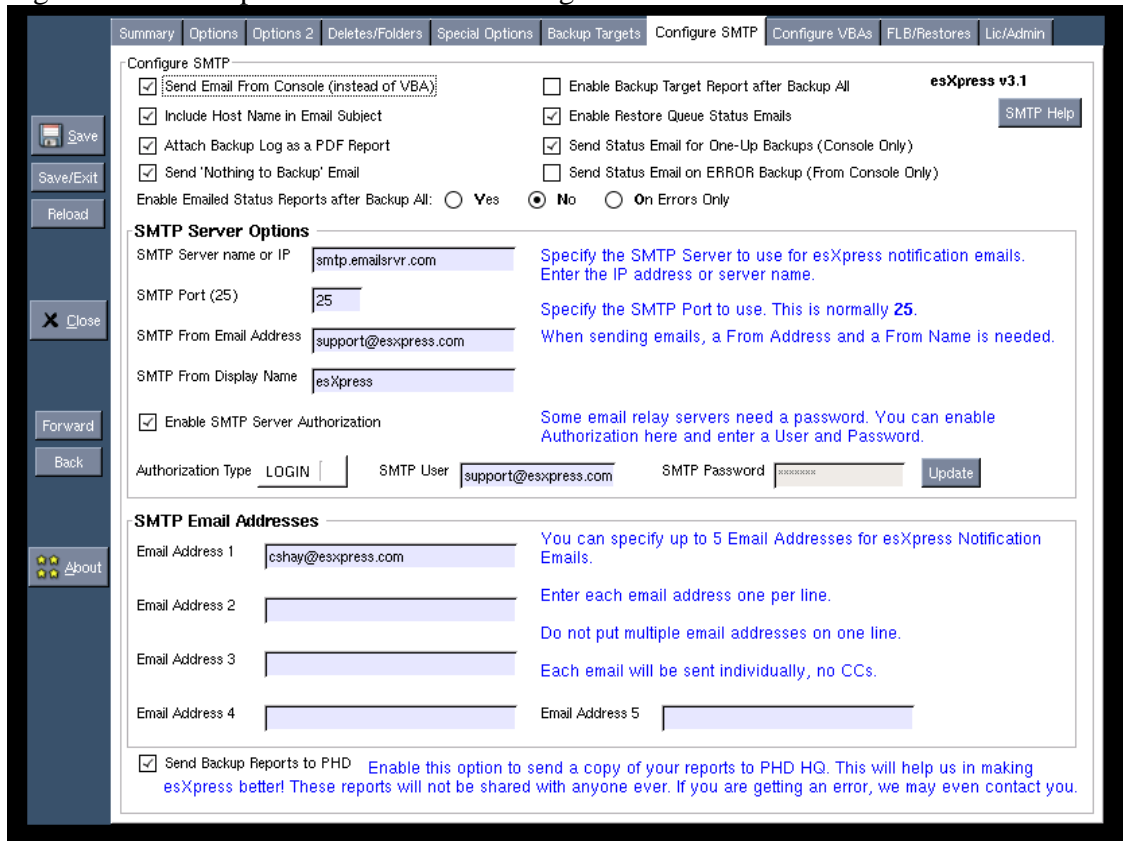 Summary Options Options 2 Deletes/Folders Special Options Backup Targets Configure SMTP Configure VBAs FLB/Restores Lic/Admin
Configure SMTP
esXpress v3.1
Send Email From Console (instead of VBA) Enable Backup Target Report after Backup All
SMTP Help
Include Host Name in Email Subject Enable Restore Queue Status Emails
Save
Attach Backup Log as a PDF Report Send Status Email for One-Up Backups (Console Only)
Save/Exit
Send 'Nothing to Backup' Email Send Status Email on ERROR Backup (From Console Only)
Enable Emailed Status Reports after Backup All: Yes No On Errors Only
Reload
SMTP Server Options
SMTP Server name or IP smtp.emailsrvr.com
Specify the SMTP Server to use for esXpress notification emails.
Enter the IP address or server name.
SMTP Port (25) 25
Specify the SMTP Port to use. This is normally 25.
Close
SMTP From Email Address support@esxpress.com
When sending emails, a From Address and a From Name is needed.
SMTP From Display Name esXpress
Forward
Enable SMTP Server Authorization
Some email relay servers need a password. You can enable
Authorization here and enter a User and Password.
Back
Authorization Type LOGIN SMTP User support@esxpress.com SMTP Password xxxxxxx Update
SMTP Email Addresses
Email Address 1 cshay@esxpress.com
You can specify up to 5 Email Addresses for esXpress Notification
Emails.
About
Email Address 2
Enter each email address one per line.
Do not put multiple email addresses on one line.
Email Address 3
Each email will be sent individually, no CCs.
Email Address 4 Email Address 5
Send Backup Reports to PHD Enable this option to send a copy of your reports to PHD HQ. This will help us in making
esXpress better! These reports will not be shared with anyone ever. If you are getting an error, we may even contact you.